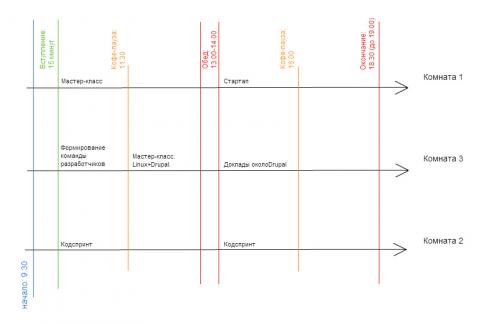 Вступление:
15 минут
Кофе-пауза:
11:30
Обед:
13.00-14.00
Кофе-пауза:
16:00
Окончание:
18.30 (до 19.00)
Мастер-класс
Стартап
Комната 1
Формирование
команды
разработчиков
Мастер-класс:
Linux+Drupal
Доклады околоDrupal
Комната 3
Кодспринт
Кодспринт
Комната 2
начало: 9.30